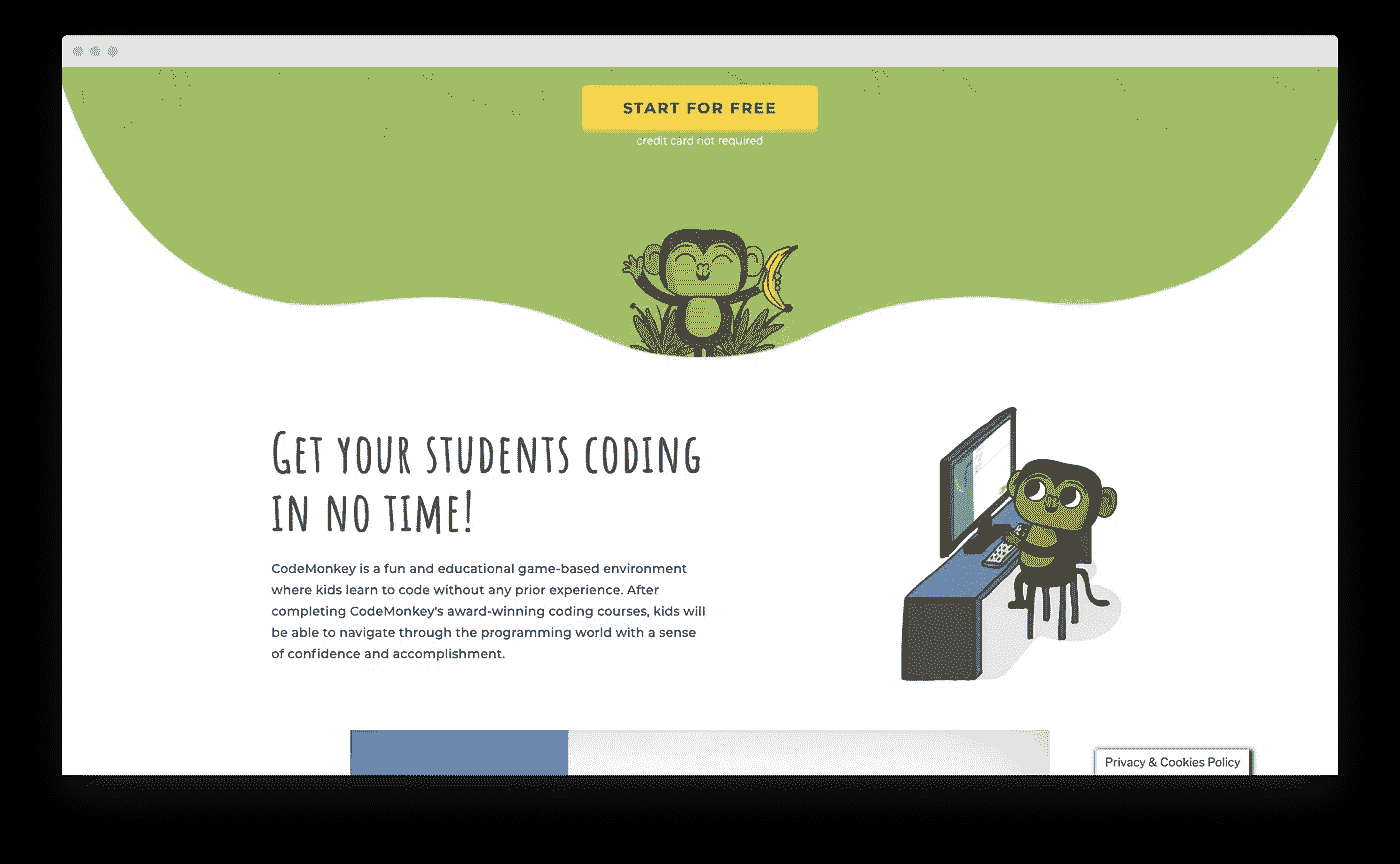 START FOR FREE
credit card not required
GET YOUR STUDENTS CODING
IN NO TIME!
CodeMonkey is a fun and educational game-based environment
where kids learn to code without any prior experience. After
completing CodeMonkey's award-winning coding courses, kids will
be able to navigate through the programming world with a sense
of confidence and accomplishment.
Privacy & Cookies Policy